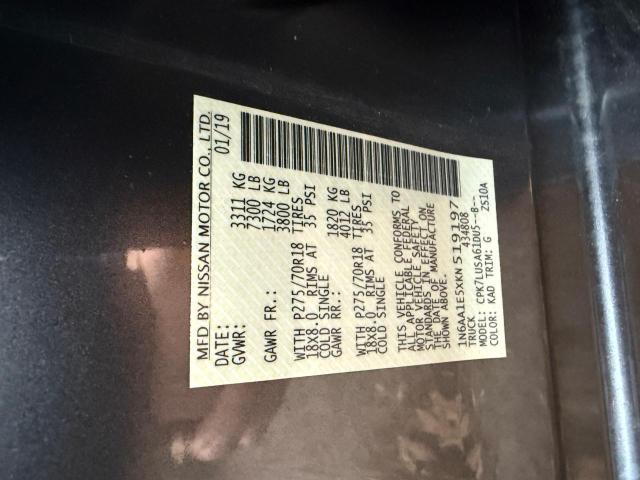 MFD BY NISSAN MOTOR CO., LTD.
DATE: 01/19
GVWR: 3311 KG
7300 LB
GAWR FR.: 1724 KG
3800 LB
WITH P275/70R18 TIRES
18x8.0 RIMS AT 35 PSI
COLD SINGLE
GAWR RR.: 1820 KG
4012 LB
WITH P275/70R18 TIRES
18x8.0 RIMS AT 35 PSI
COLD SINGLE
THIS VEHICLE CONFORMS TO
ALL APPLICABLE FEDERAL
MOTOR VEHICLE SAFETY
STANDARDS IN EFFECT ON
THE DATE OF MANUFACTURE
SHOWN ABOVE.
1N6AA1E5XKN519197
TRUCK 434808
MODEL: CPK7LUSA61DU5--B--
COLOR: KAD TRIM: G ZS10A